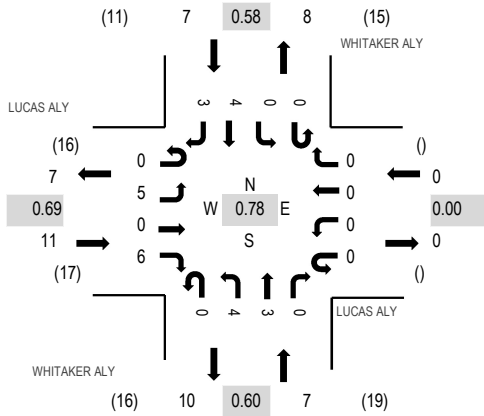 (11) 7 0.58 8 (15)
WHITAKER ALY
LUCAS ALY
3 4 0 0
(16) 0 0 ()
7 0
5 N 0
0.69 W 0.78 E 0.00
0 0
11 S 0
6 0
(17) ()
0 4 3 0
LUCAS ALY
WHITAKER ALY
(16) 10 0.60 7 (19)